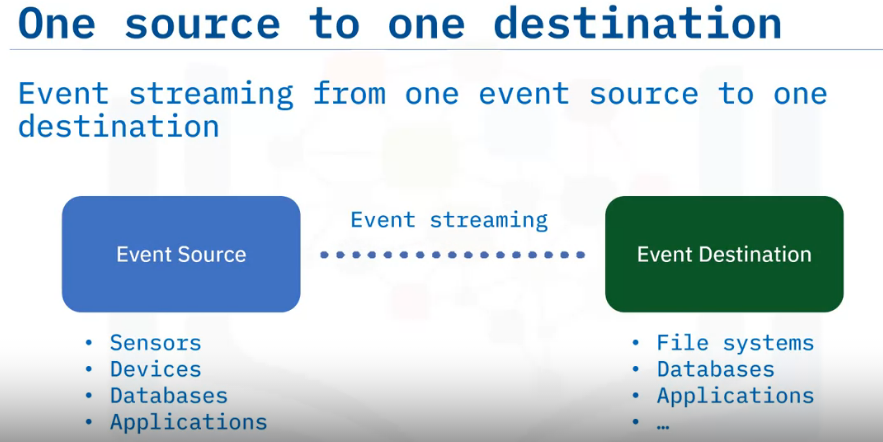 One source to one destination
Event streaming from one event source to one
destination
Event streaming
Event Source
Event Destination
• Sensors
• Devices
• Databases
• Applications
• File systems
• Databases
• Applications
• …